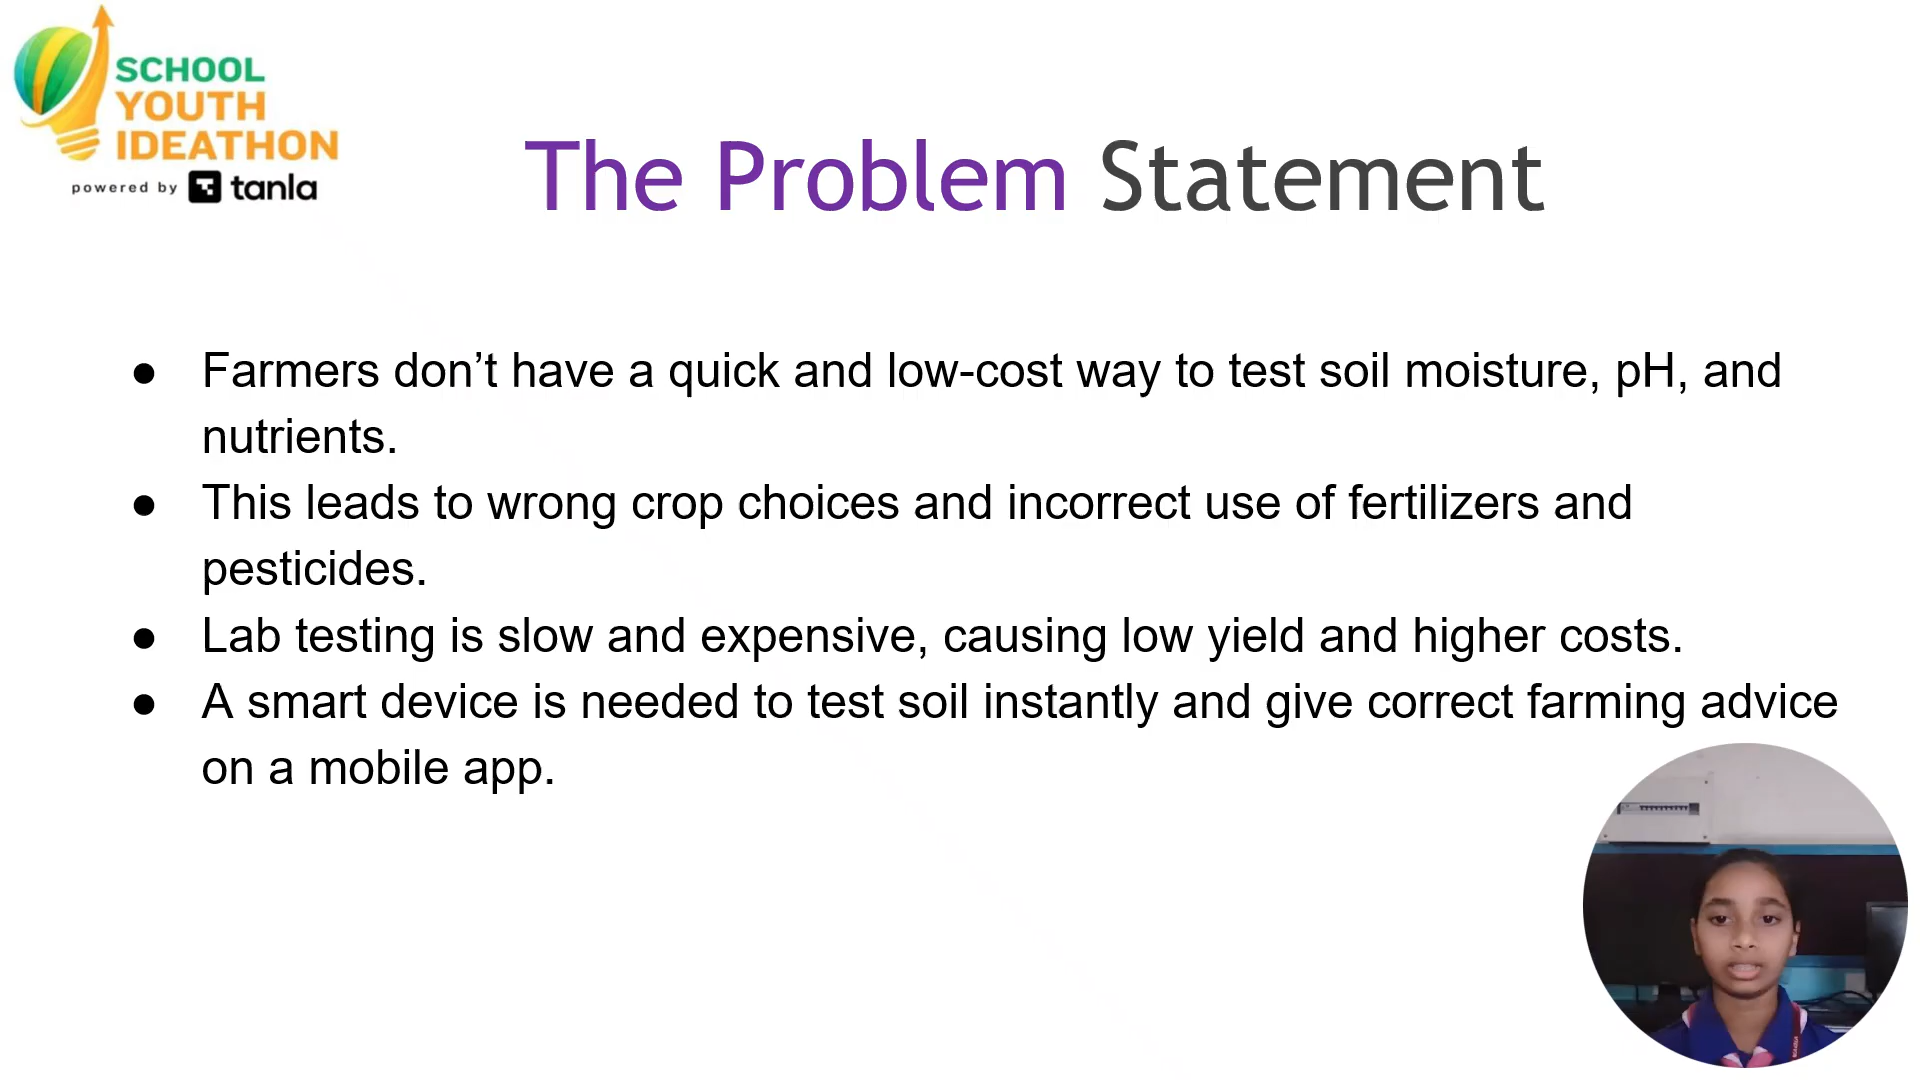 SCHOOL
YOUTH
IDEATHON
powered by tanla
The Problem Statement
● Farmers don’t have a quick and low-cost way to test soil moisture, pH, and
nutrients.
● This leads to wrong crop choices and incorrect use of fertilizers and
pesticides.
● Lab testing is slow and expensive, causing low yield and higher costs.
● A smart device is needed to test soil instantly and give correct farming advice
on a mobile app.